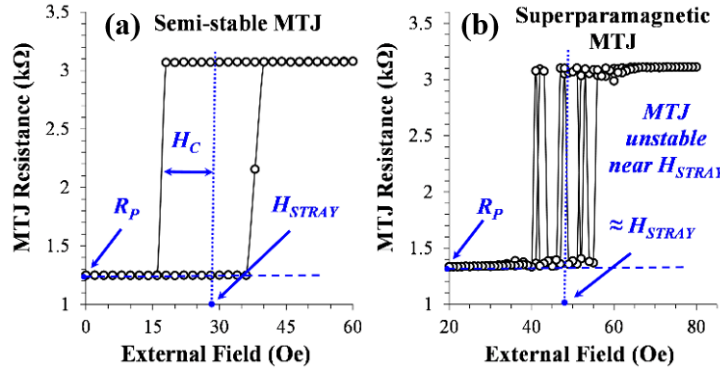 (a) Semi-stable MTJ
MTJ Resistance (kΩ)
3.5
3
2.5
2
1.5
1
H_C
R_P
H_STRAY
0 15 30 45 60
External Field (Oe)
(b) Superparamagnetic
MTJ
MTJ Resistance (kΩ)
3.5
3
2.5
2
1.5
1
MTJ
unstable
near H_STRAY
R_P
≈ H_STRAY
20 40 60 80
External Field (Oe)